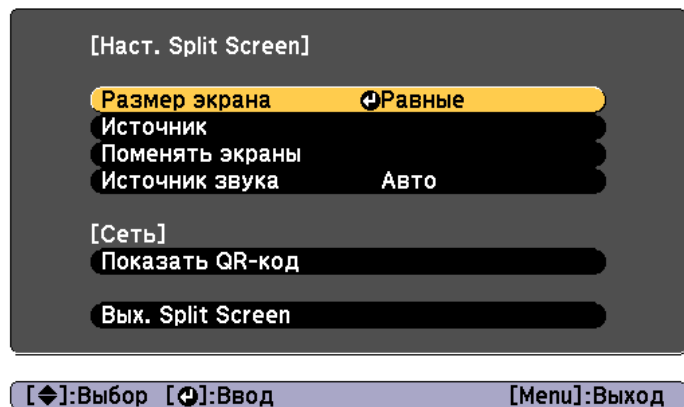 [Наст. Split Screen]
Размер экрана Равные
Источник
Поменять экраны
Источник звука Авто
[Сеть]
Показать QR-код
Вых. Split Screen
[◆]:Выбор [⏎]:Ввод [Menu]:Выход